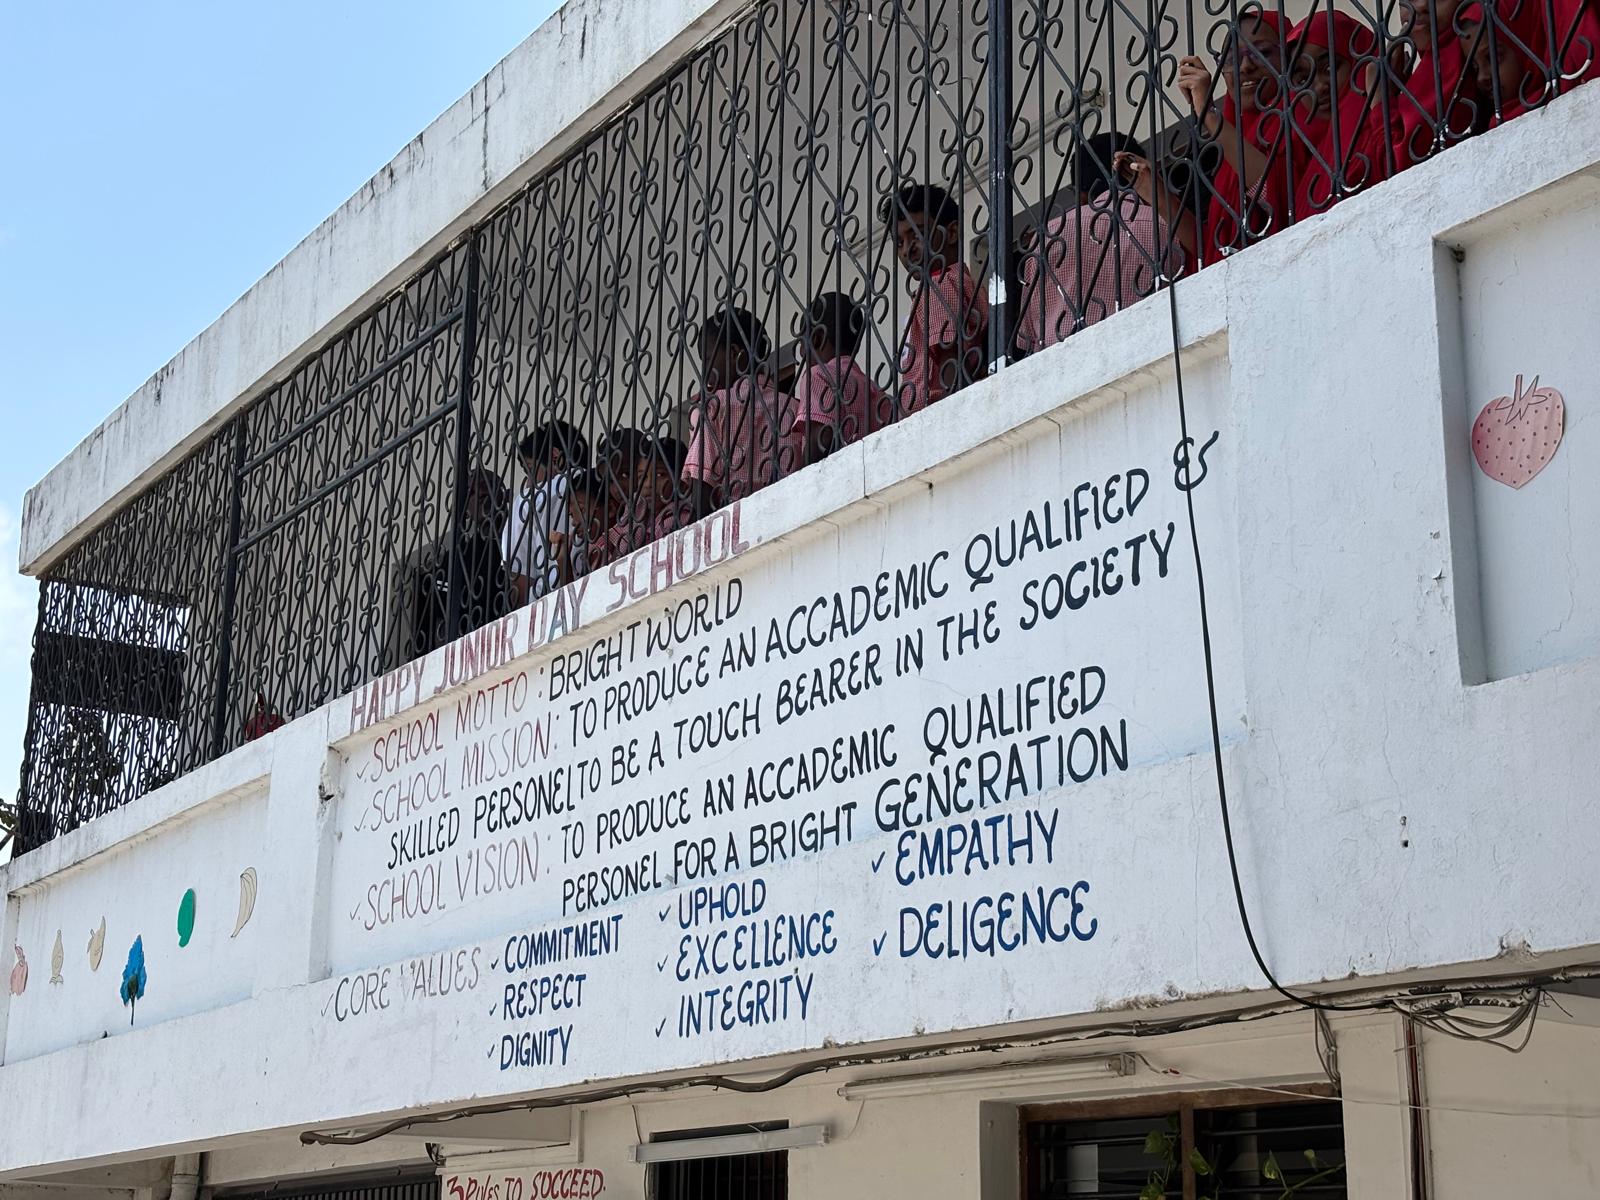 HAPPY JUNIOR DAY SCHOOL.
✓ SCHOOL MOTTO : BRIGHT WORLD
✓ SCHOOL MISSION: TO PRODUCE AN ACCADEMIC QUALIFIED &
SKILLED PERSONEL TO BE A TOUCH BEARER IN THE SOCIETY
✓ SCHOOL VISION: TO PRODUCE AN ACCADEMIC QUALIFIED
PERSONEL FOR A BRIGHT GENERATION
✓ CORE VALUES
✓ COMMITMENT
✓ RESPECT
✓ DIGNITY
✓ UPHOLD
✓ EXCELLENCE
✓ INTEGRITY
✓ EMPATHY
✓ DELIGENCE
3 RULES TO SUCCEED.